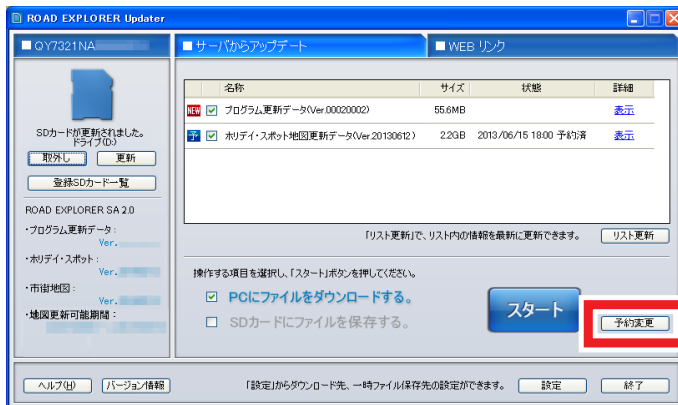 ROAD EXPLORER Updater
QY7321NA
サーバからアップデート
WEB リンク
名称 サイズ 状態 詳細
NEW プログラム更新データ(Ver.00020002) 55.6MB 表示
予 ホリデイ・スポット地図更新データ(Ver.20130612) 2.2GB 2013/06/15 18:00 予約済 表示
SDカードが更新されました。
ドライブ(D:)
取外し 更新
登録SDカード一覧
ROAD EXPLORER SA 2.0
・プログラム更新データ:
Ver.
・ホリデイ・スポット:
Ver.
・市街地図:
Ver.
・地図更新可能期間:
「リスト更新」で、リスト内の情報を最新に更新できます。 リスト更新
操作する項目を選択し、「スタート」ボタンを押してください。
PCにファイルをダウンロードする。
SDカードにファイルを保存する。
スタート
予約変更
ヘルプ(H) バージョン情報 「設定」からダウンロード先、一時ファイル保存先の設定ができます。 設定 終了